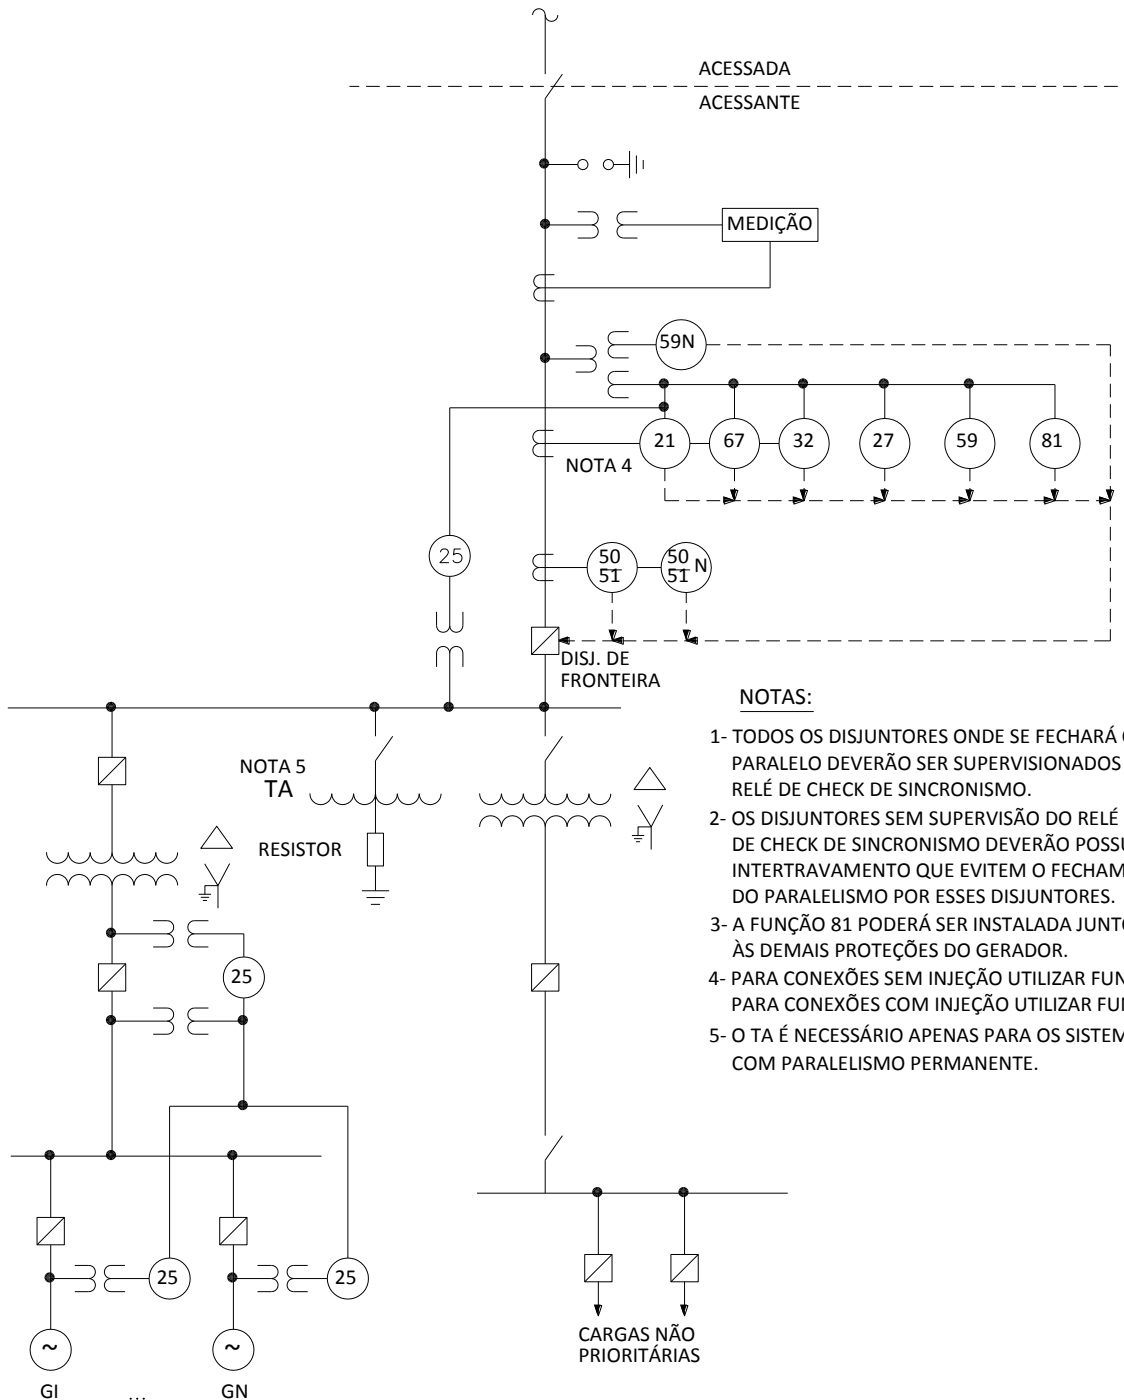 ACESSADA
ACESSANTE
MEDIÇÃO
59N
21 67 32 27 59 81
NOTA 4
25
50
51
50
51 N
DISJ. DE
FRONTEIRA
NOTAS:
1- TODOS OS DISJUNTORES ONDE SE FECHARÁ
PARALELO DEVERÃO SER SUPERVISIONADOS
RELÉ DE CHECK DE SINCRONISMO.
2- OS DISJUNTORES SEM SUPERVISÃO DO RELÉ
DE CHECK DE SINCRONISMO DEVERÃO POSSU
INTERTRAVAMENTO QUE EVITEM O FECHAM
DO PARALELISMO POR ESSES DISJUNTORES.
3- A FUNÇÃO 81 PODERÁ SER INSTALADA JUNTO
ÀS DEMAIS PROTEÇÕES DO GERADOR.
4- PARA CONEXÕES SEM INJEÇÃO UTILIZAR FUN
PARA CONEXÕES COM INJEÇÃO UTILIZAR FU
5- O TA É NECESSÁRIO APENAS PARA OS SISTEM
COM PARALELISMO PERMANENTE.
NOTA 5
TA
RESISTOR
25
25
25
CARGAS NÃO
PRIORITÁRIAS
GI ... GN